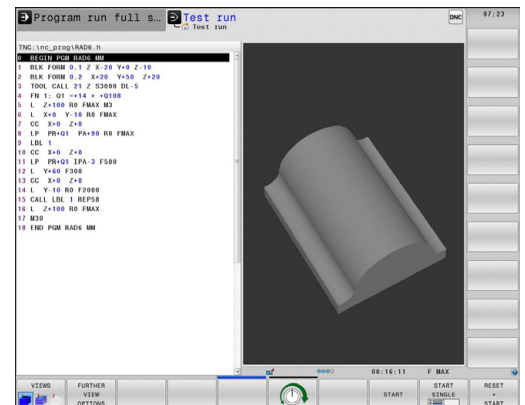 Program run full s...
Test run
Test run
DNC
07:23
TNC:\nc_prog\RAD6.h
0 BEGIN PGM RAD6 MM
1 BLK FORM 0.1 Z X-20 Y+0 Z-10
2 BLK FORM 0.2 X+20 Y+50 Z+20
3 TOOL CALL 21 Z S3000 DL-5
4 FN 1: Q1 =+14 + +Q108
5 L Z+100 R0 FMAX M3
6 L X+0 Y-10 R0 FMAX
7 CC X+0 Z+0
8 LP PR+Q1 PA+90 R0 FMAX
9 LBL 1
10 CC X+0 Z+0
11 LP PR+Q1 IPA-3 F500
12 L Y+60 F300
13 CC X+0 Z+0
14 L Y-10 R0 F2000
15 CALL LBL 1 REP58
16 L Z+100 R0 FMAX
17 M30
18 END PGM RAD6 MM
00:16:11 F MAX
VIEWS
FURTHER
VIEW
OPTIONS
START
START
SINGLE
RESET
+
START